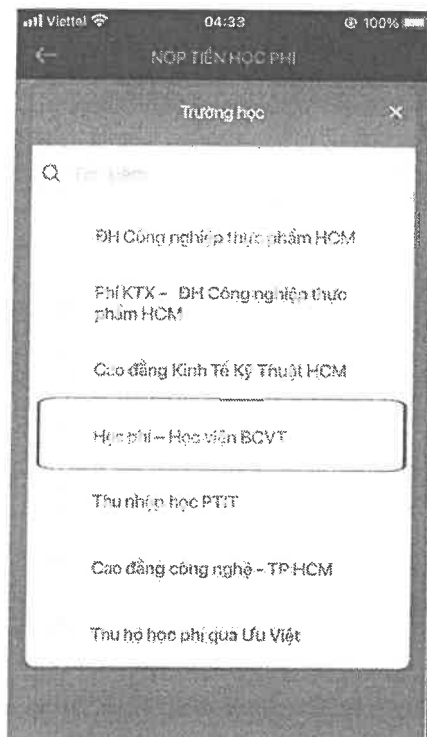 Viettel 04:33 100%
NỘP TIỀN HỌC PHÍ
Trường học
Tìm kiếm
ĐH Công nghiệp thực phẩm HCM
Phí KTX – ĐH Công nghiệp thực
phẩm HCM
Cao đẳng Kinh Tế Kỹ Thuật HCM
Học phí – Học viện BCVT
Thu nhập học PTIT
Cao đẳng công nghệ - TP HCM
Thu hộ học phí qua Ưu Việt